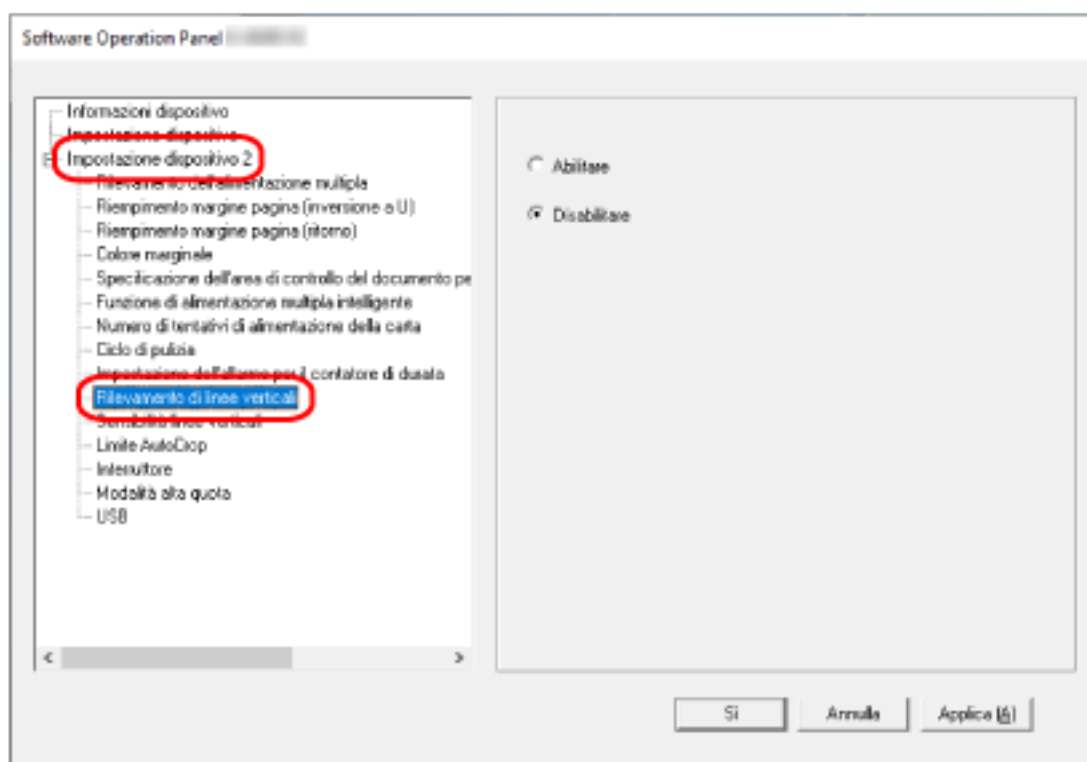 Software Operation Panel
Informazioni dispositivo
Impostazione dispositivo
Impostazione dispositivo 2
Rilevamento dell'alimentazione multipla
Riempimento margine pagina (inversione a U)
Riempimento margine pagina (ritorno)
Colore marginale
Specificazione dell'area di controllo del documento pe
Funzione di alimentazione multipla intelligente
Numero di tentativi di alimentazione della carta
Ciclo di pulizia
Impostazione dell'allarme per il contatore di durata
Rilevamento di linee verticali
Sensibilità linee verticali
Limite AutoCrop
Interruttore
Modalità alta quota
USB
Abilitare
Disabilitare
Sì
Annulla
Applica (A)